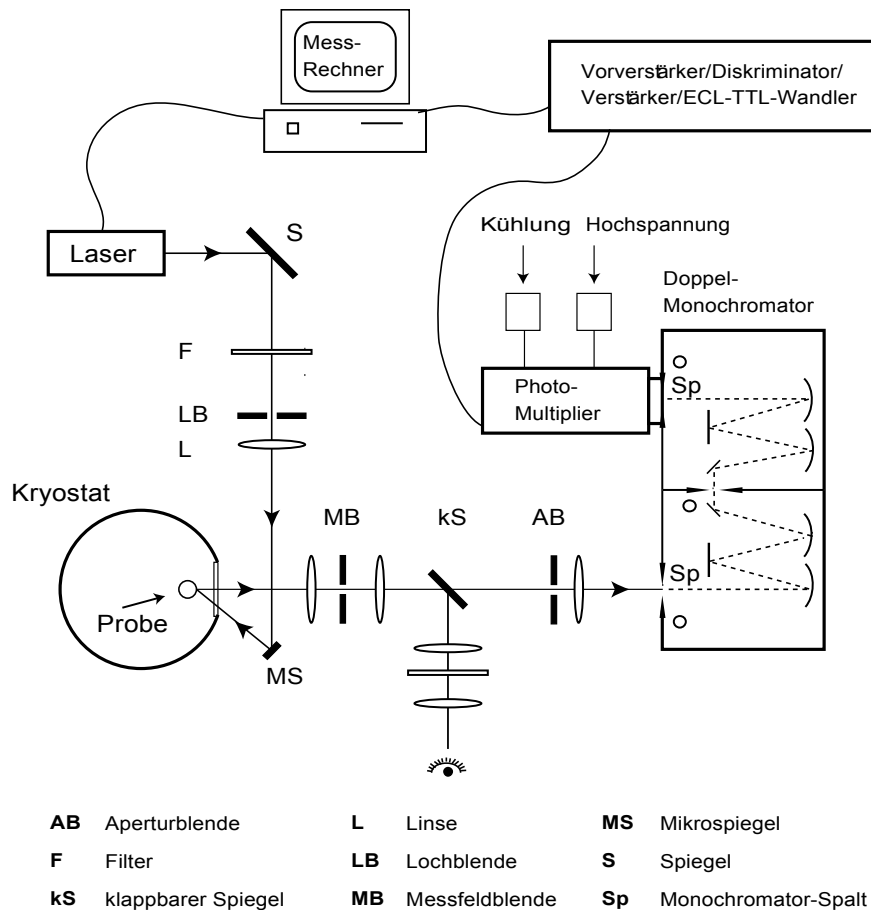 Mess-
Rechner
Vorverstärker/Diskriminator/
Verstärker/ECL-TTL-Wandler
Laser
S
Kühlung
Hochspannung
Doppel-
Monochromator
F
Photo-
Multiplier
Sp
LB
L
Kryostat
MB
kS
AB
Sp
Probe
MS
AB Aperturblende
L Linse
MS Mikrospiegel
F Filter
LB Lochblende
S Spiegel
kS klappbarer Spiegel
MB Messfeldblende
Sp Monochromator-Spalt